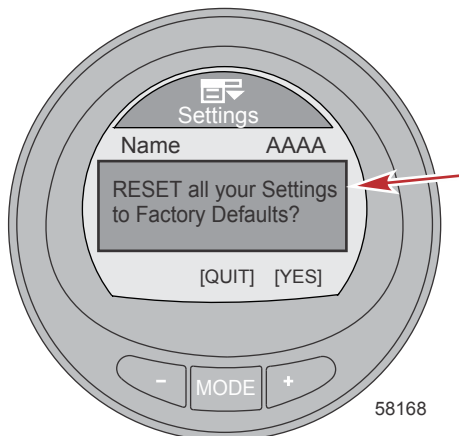 Settings
Name AAAA
RESET all your Settings
to Factory Defaults?
[QUIT] [YES]
- MODE +
58168